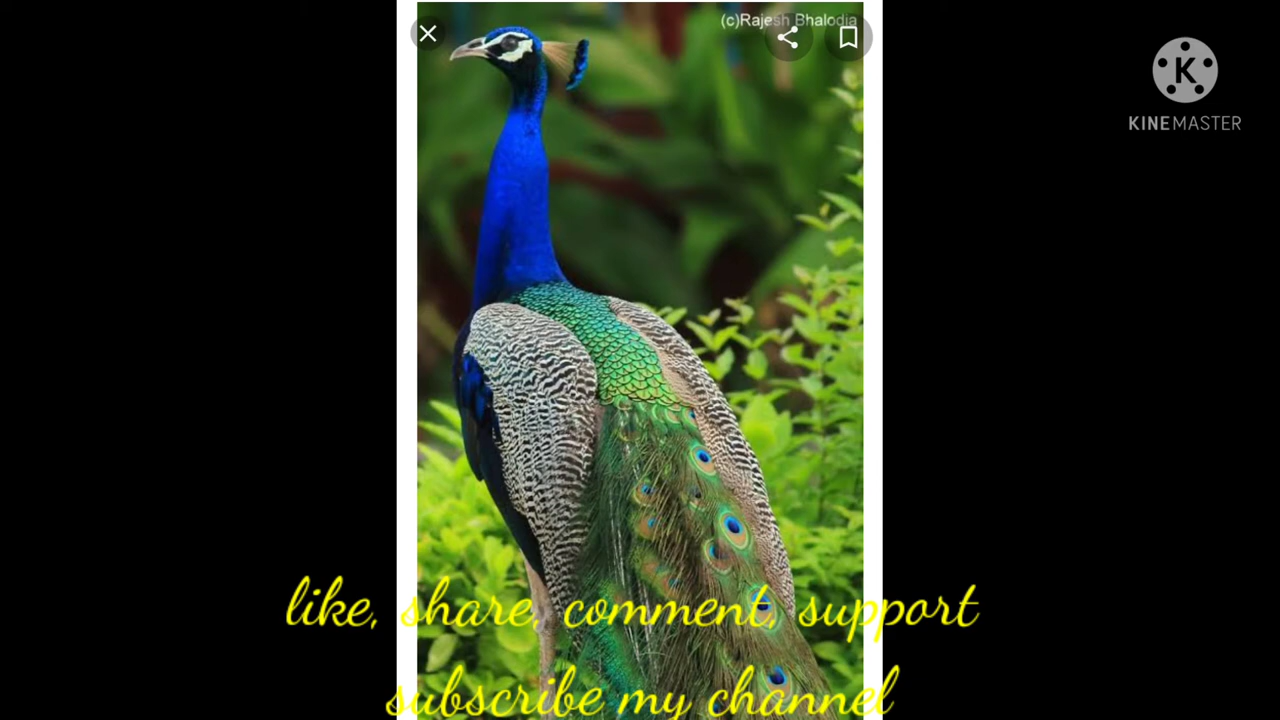 (c)Rajesh Bhalodia
K
KINEMASTER
like, share, comment, support
subscribe my channel